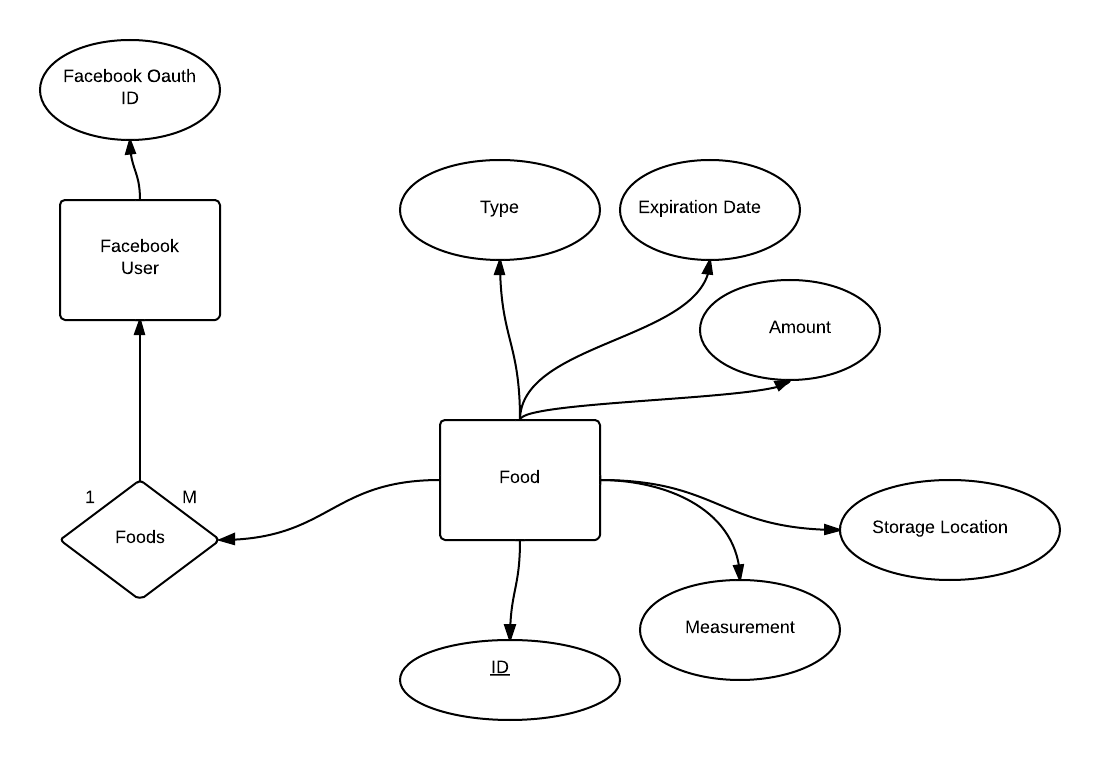 Facebook Oauth
ID
Facebook
User
Type
Expiration Date
Amount
Food
1
M
Foods
Storage Location
Measurement
ID